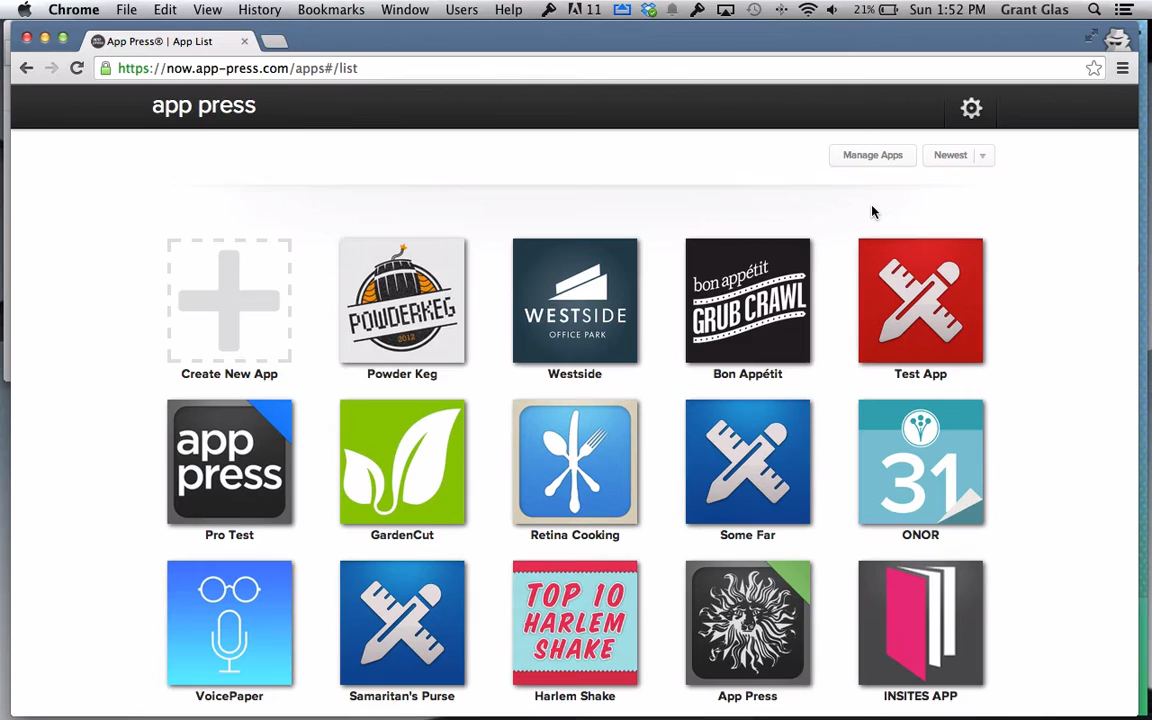 Chrome File Edit View History Bookmarks Window Users Help 11 21% Sun 1:52 PM Grant Glas
App Press® | App List
https://now.app-press.com/apps#/list
app press
Manage Apps Newest
POWDERKEG
2012
WESTSIDE
OFFICE PARK
bon appétit
GRUB CRAWL
Create New App Powder Keg Westside Bon Appétit Test App
app
press
31
Pro Test GardenCut Retina Cooking Some Far ONOR
TOP 10
HARLEM
SHAKE
VoicePaper Samaritan's Purse Harlem Shake App Press INSITES APP